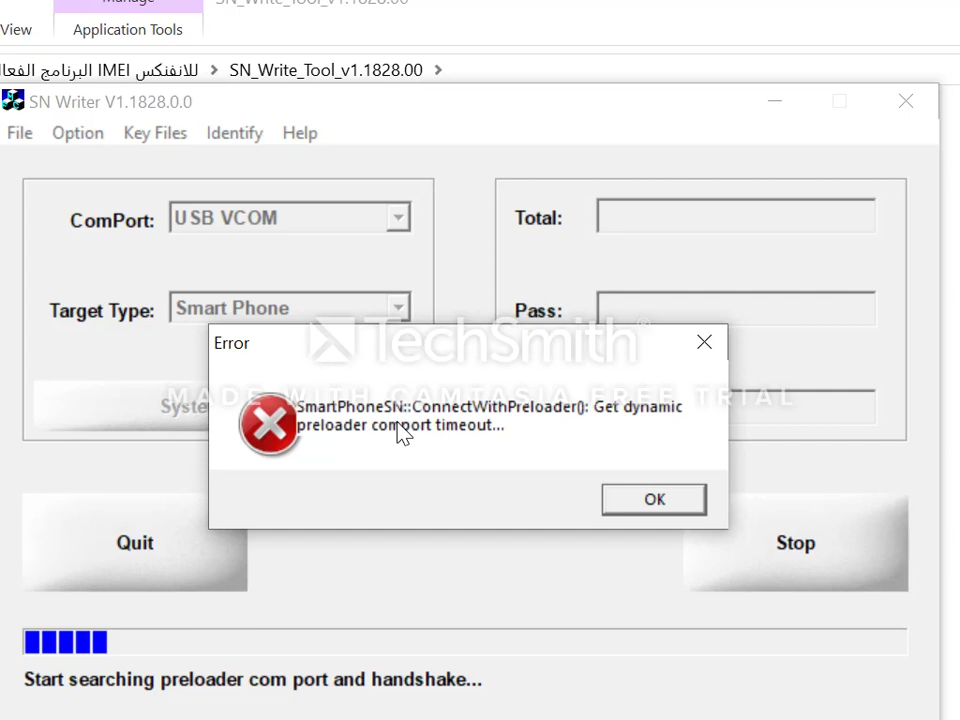 Manage
SN_Write_Tool_v1.1828.00
View
Application Tools
للانفنكس IMEI البرنامج الفعا > SN_Write_Tool_v1.1828.00 >
SN Writer V1.1828.0.0
File Option Key Files Identify Help
ComPort: USB VCOM
Total:
Target Type: Smart Phone
Pass:
TechSmith®
Error
MADE WITH CAMTASIA FREE TRIAL
Syste
SmartPhoneSN::ConnectWithPreloader(): Get dynamic
preloader comport timeout...
OK
Quit
Stop
Start searching preloader com port and handshake...